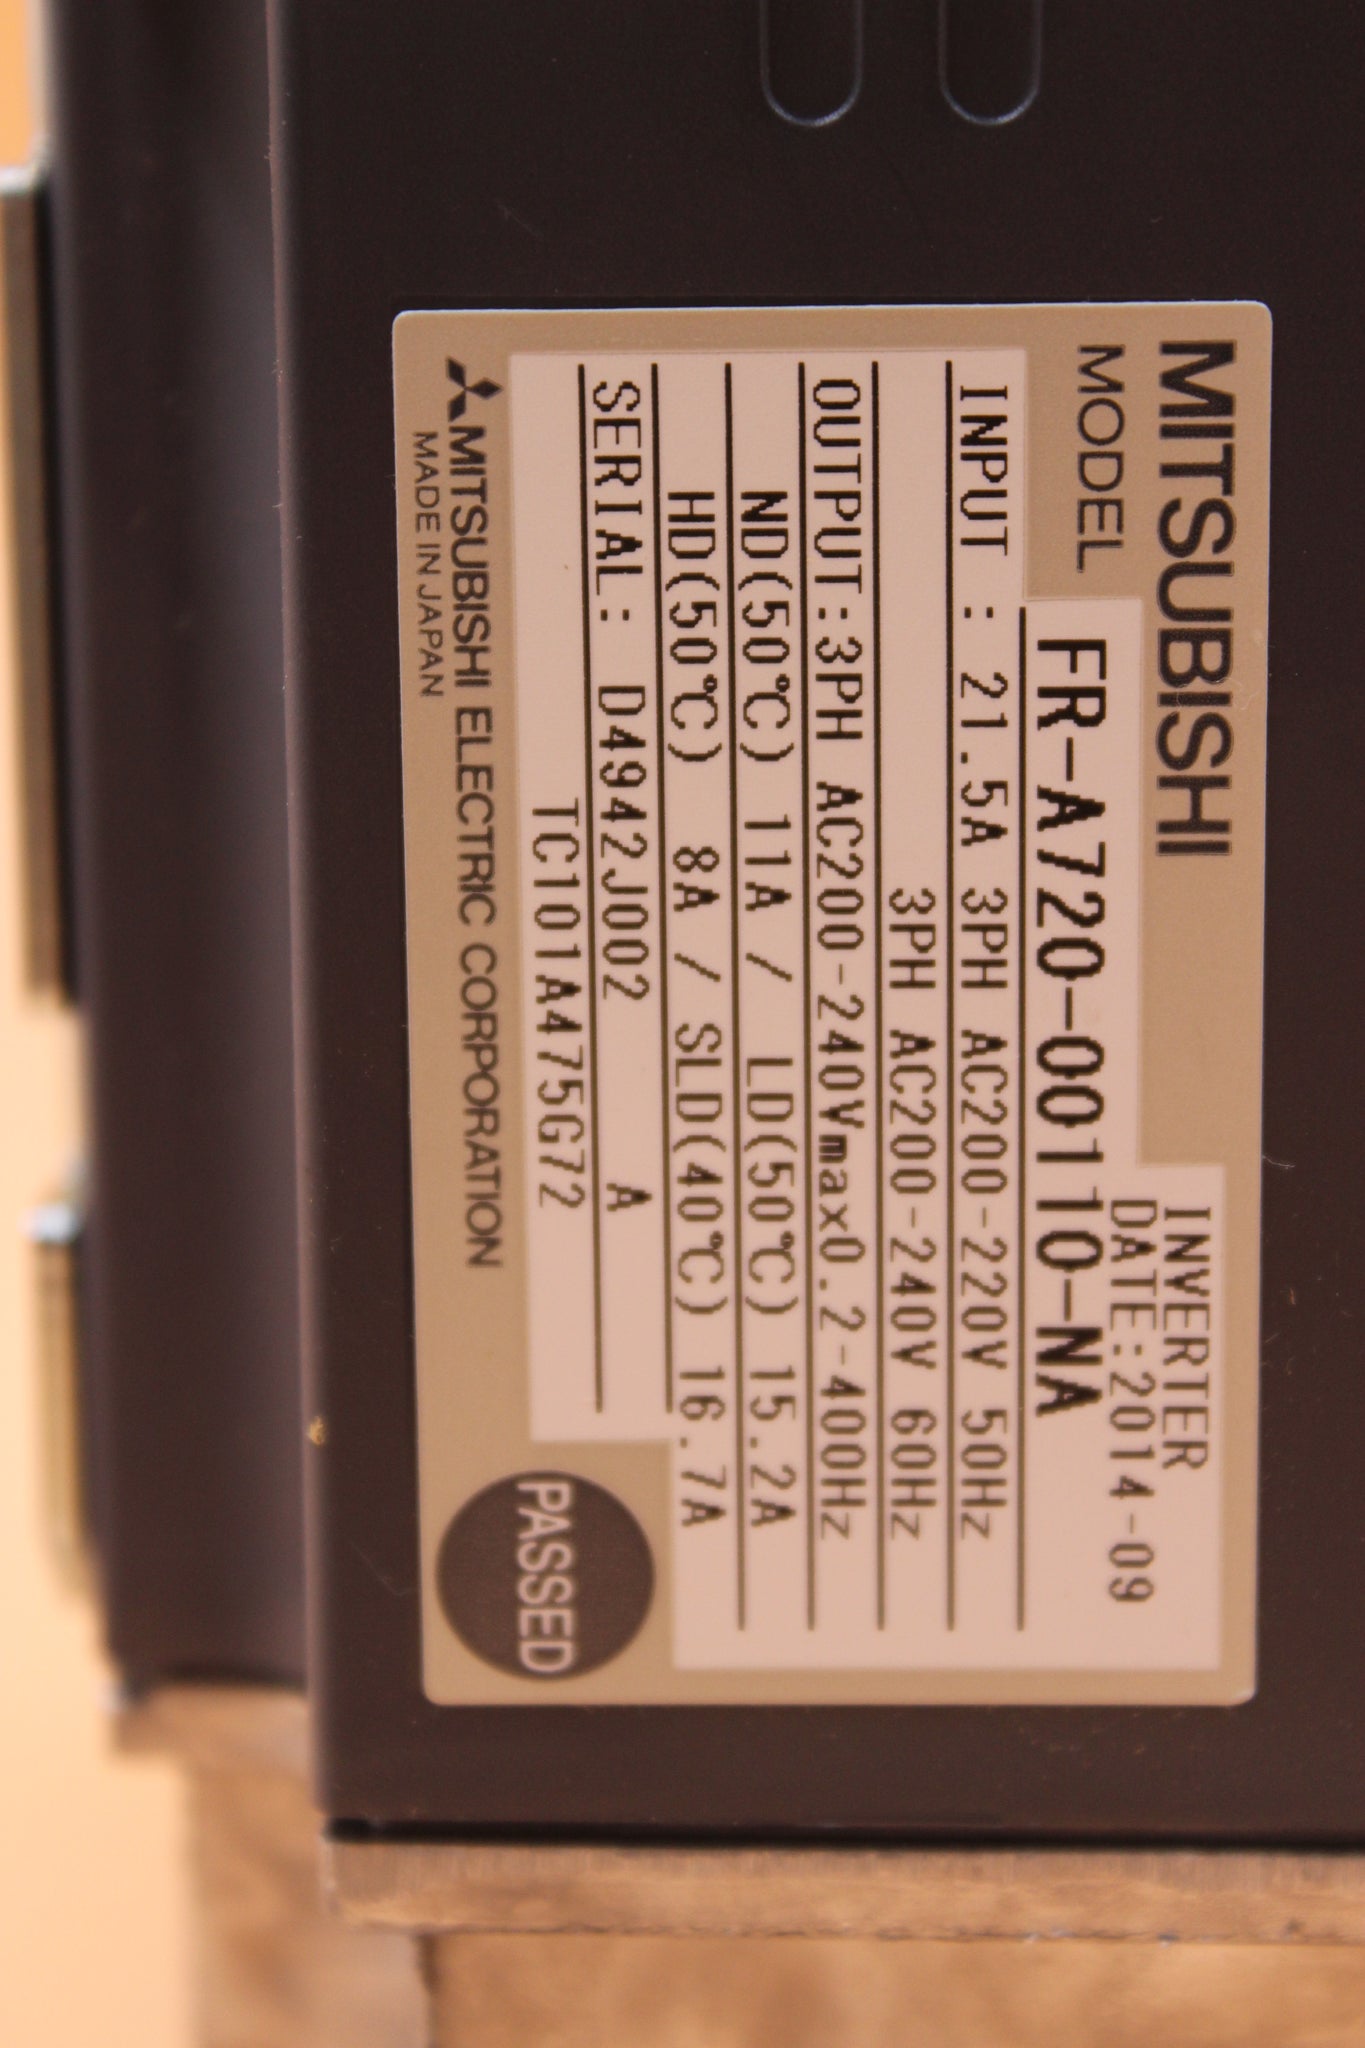 MITSUBISHI
INVERTER
MODEL
DATE:2014-09
FR-A720-00110-NA
INPUT : 21.5A 3PH AC200-220V 50Hz
3PH AC200-240V 60Hz
OUTPUT:3PH AC200-240Vmax0.2-400Hz
ND(50℃) 11A / LD(50℃) 15.2A
HD(50℃) 8A / SLD(40℃) 16.7A
SERIAL: D4942J002 A
TC101A475G72
MITSUBISHI ELECTRIC CORPORATION
MADE IN JAPAN
PASSED